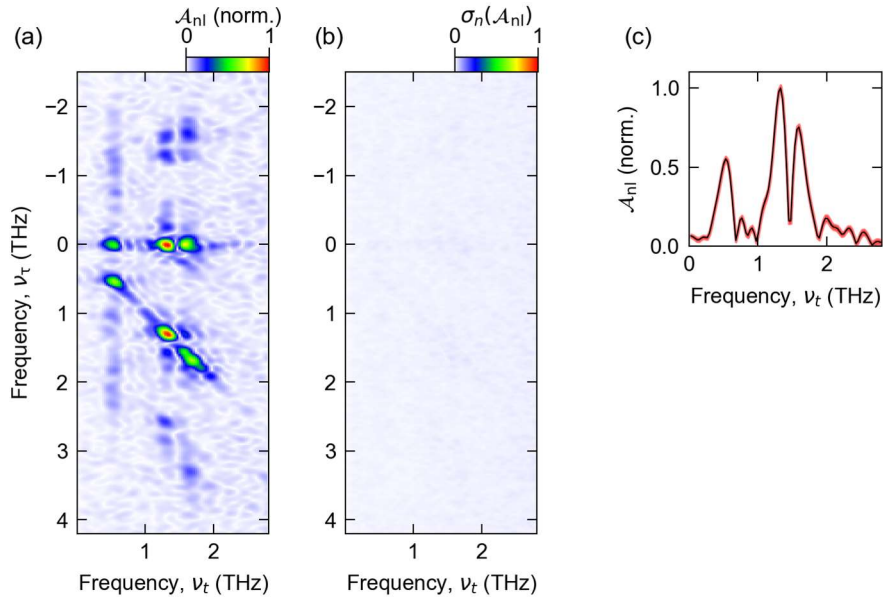 (a)
𝒜nl (norm.)
0 1
−2
−1
0
1
2
3
4
Frequency, ντ (THz)
1 2
Frequency, νt (THz)
(b)
σn(𝒜nl)
0 1
−2
−1
0
1
2
3
4
1 2
Frequency, νt (THz)
(c)
1.0
0.5
0.0
𝒜nl (norm.)
0 1 2
Frequency, νt (THz)